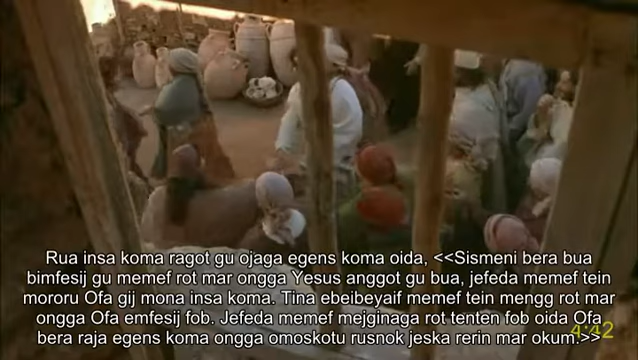 Rua insa koma ragot gu ojaga egens koma oida, <<Sismeni bera bua
bimfesij gu memef rot mar ongga Yesus anggot gu bua, jefeda memef tein
mororu Ofa gij mona insa koma. Tina ebeibeyaif memef tein mengg rot mar
ongga Ofa emfesij fob. Jefeda memef mejginaga rot tenten fob oida Ofa
bera raja egens koma ongga omoskotu rusnok jeska rerin mar okum.>>
4:42